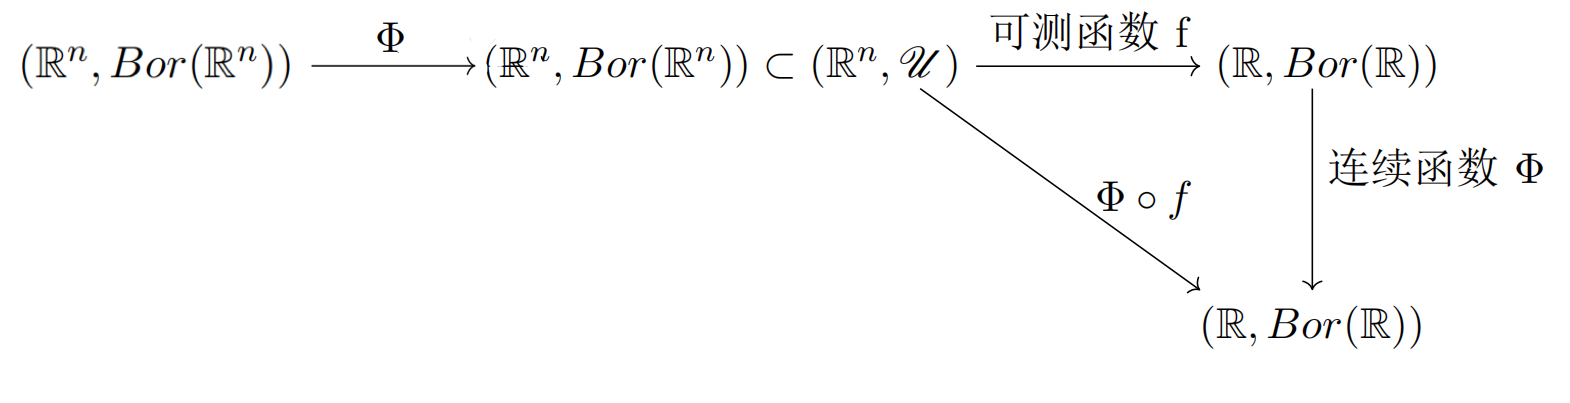 Φ 可测函数 f
(ℝⁿ, Bor(ℝⁿ)) (ℝⁿ, Bor(ℝⁿ)) ⊂ (ℝⁿ, 𝒰) (ℝ, Bor(ℝ))
连续函数 Φ
Φ ∘ f
(ℝ, Bor(ℝ))